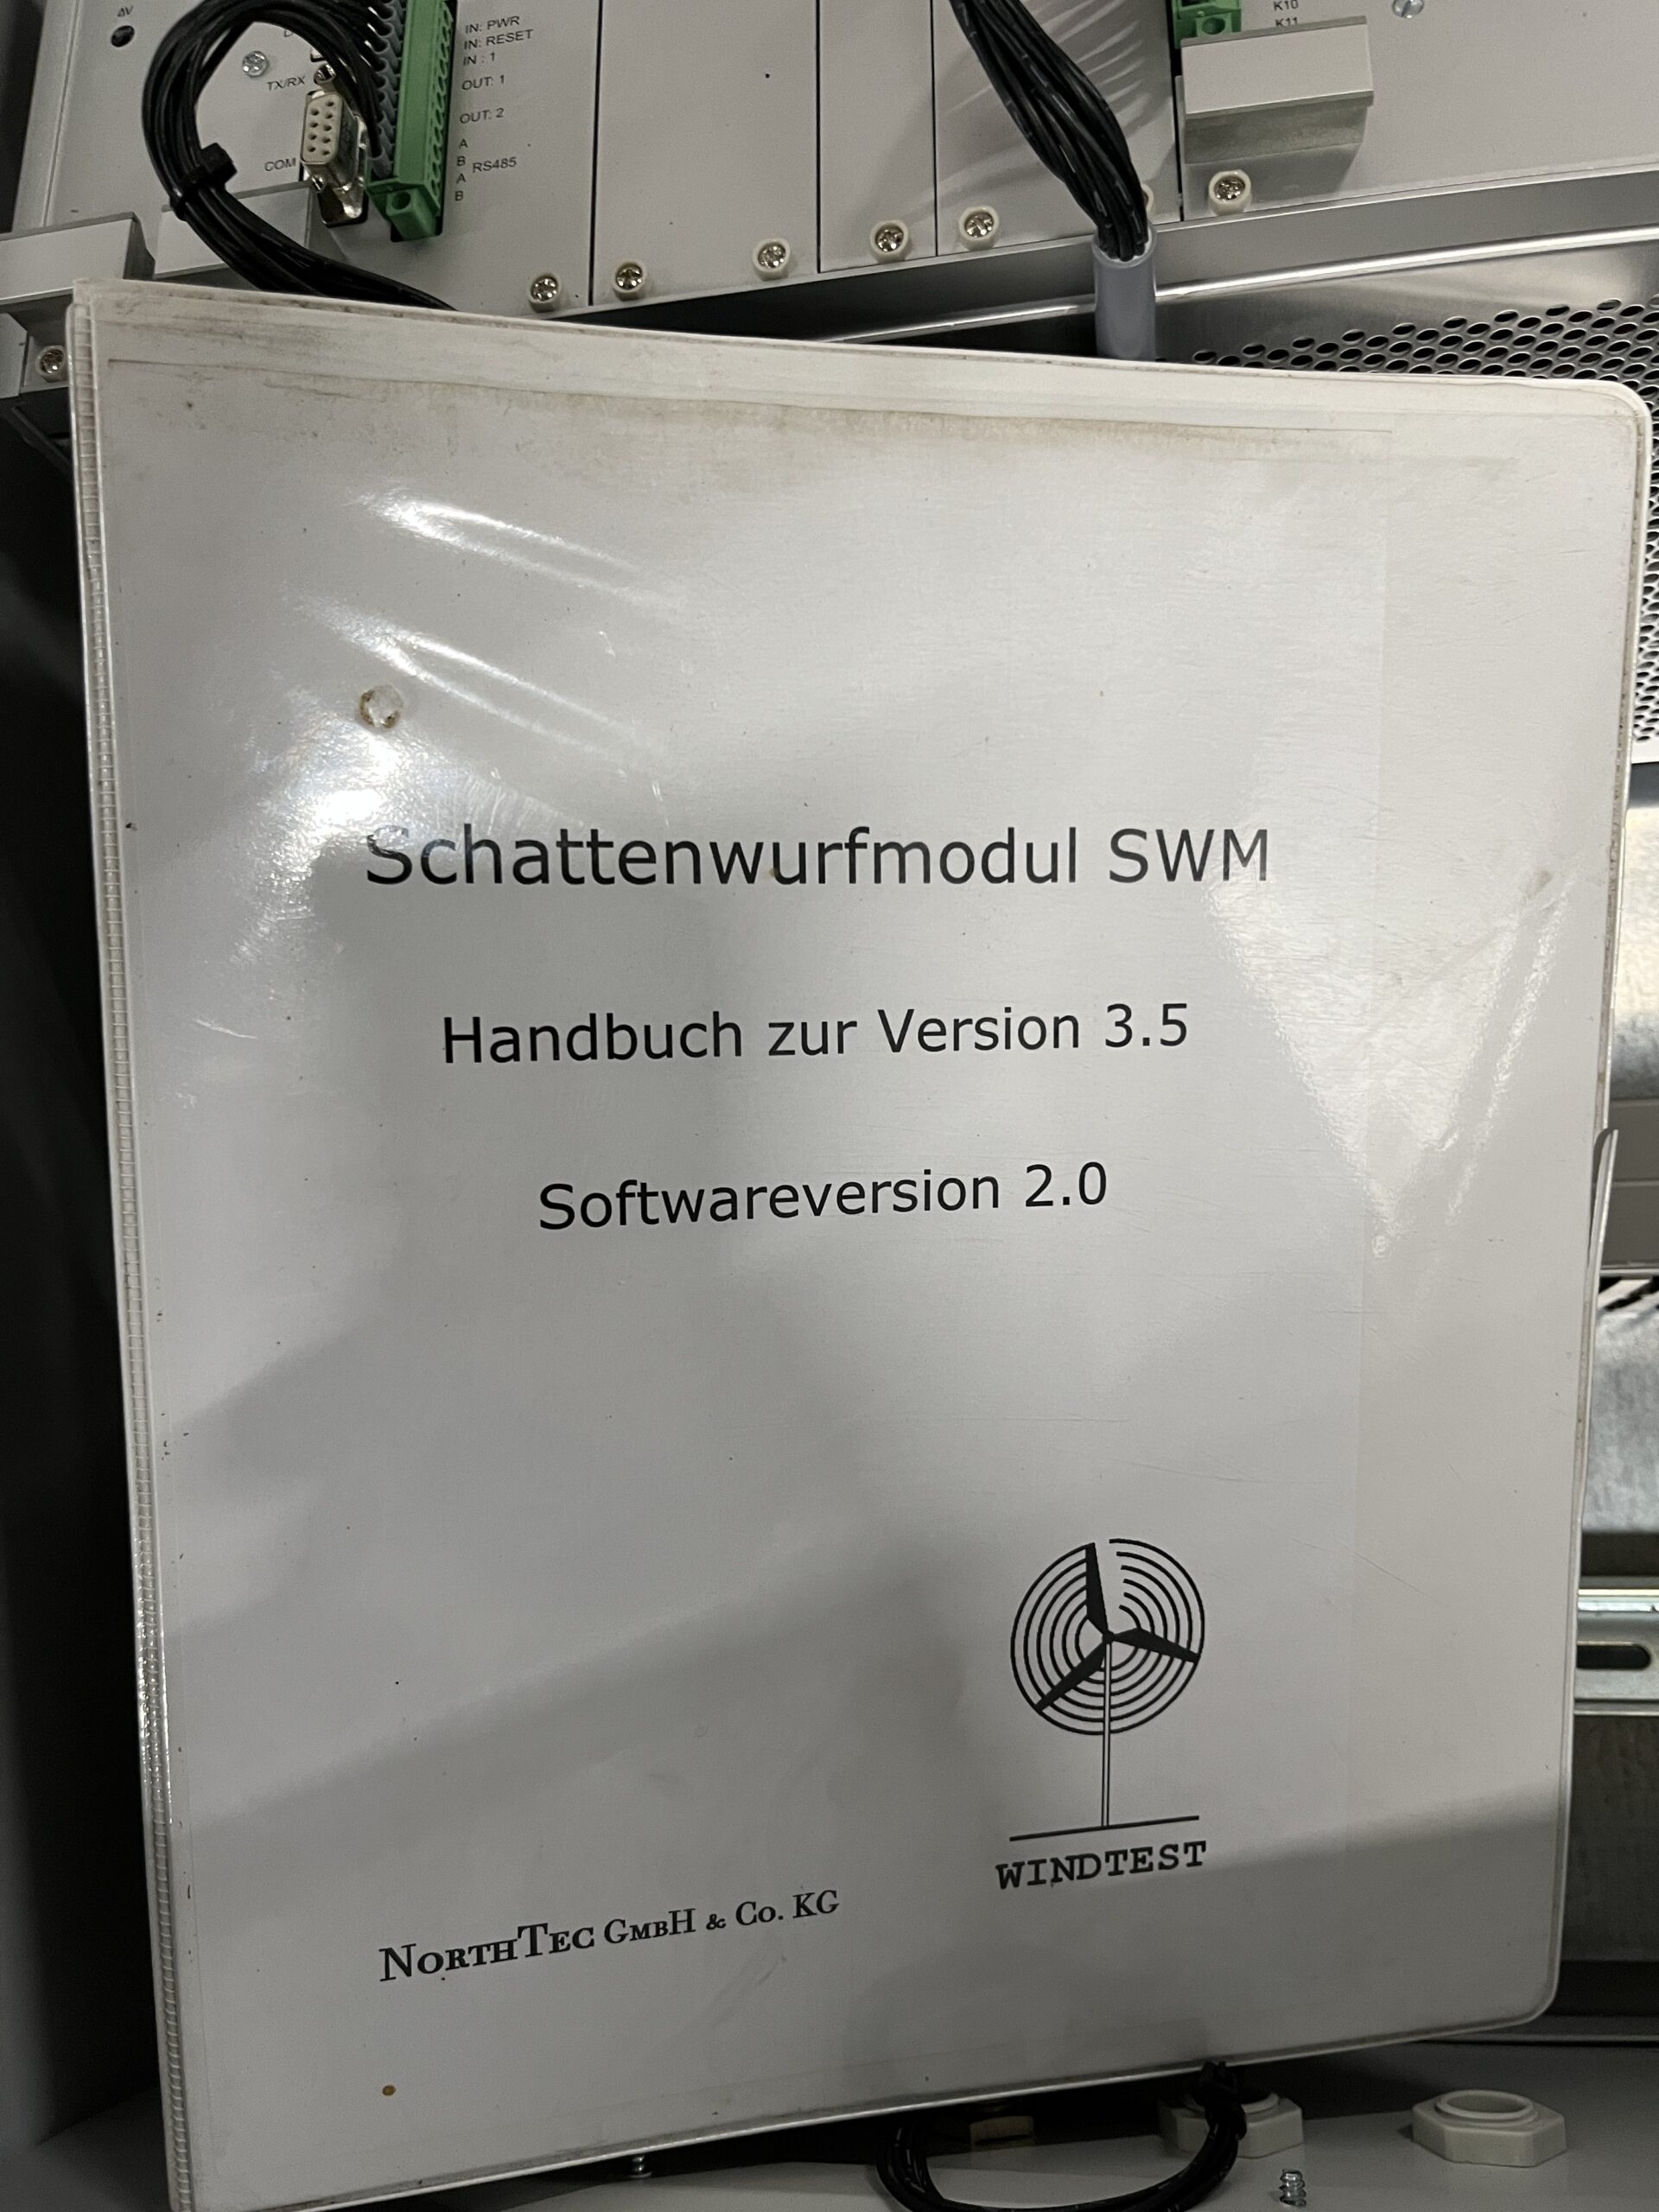 ΔV
TX/RX
COM
IN: PWR
IN: RESET
IN : 1
OUT: 1
OUT: 2
A
B RS485
A
B
K10
K11
Schattenwurfmodul SWM
Handbuch zur Version 3.5
Softwareversion 2.0
WINDTEST
NORTHTEC GMBH & CO. KG